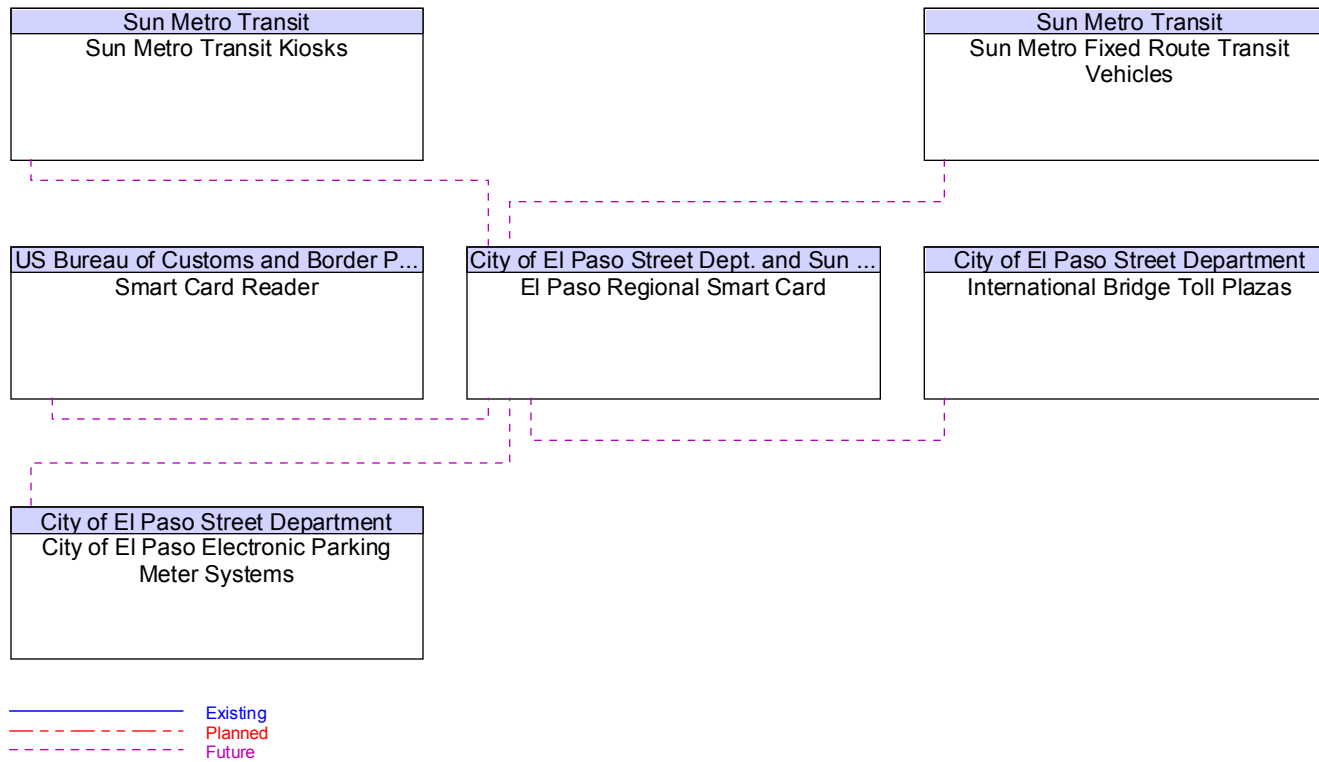 Sun Metro Transit
Sun Metro Transit Kiosks
Sun Metro Transit
Sun Metro Fixed Route Transit
Vehicles
US Bureau of Customs and Border P...
Smart Card Reader
City of El Paso Street Dept. and Sun ...
El Paso Regional Smart Card
City of El Paso Street Department
International Bridge Toll Plazas
City of El Paso Street Department
City of El Paso Electronic Parking
Meter Systems
Existing
Planned
Future